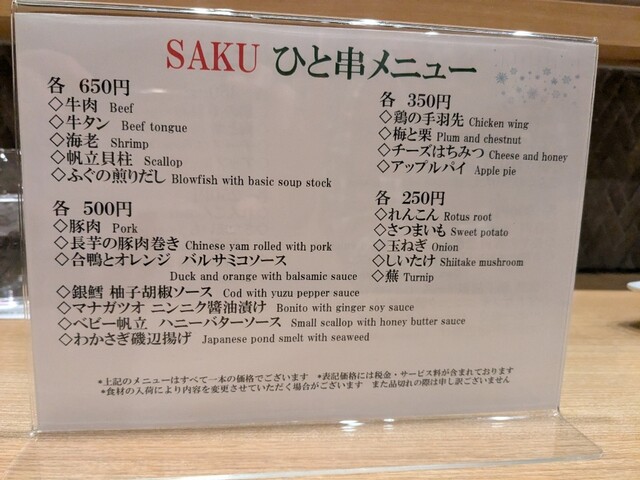 SAKU ひと串メニュー
各 650円
◇牛肉 Beef
◇牛タン Beef tongue
◇海老 Shrimp
◇帆立貝柱 Scallop
◇ふぐの煎りだし Blowfish with basic soup stock
各 500円
◇豚肉 Pork
◇長芋の豚肉巻き Chinese yam rolled with pork
◇合鴨とオレンジ バルサミコソース
Duck and orange with balsamic sauce
◇銀鱈 柚子胡椒ソース Cod with yuzu pepper sauce
◇マナガツオ ニンニク醬油漬け Bonito with ginger soy sauce
◇ベビー帆立 ハニーバターソース Small scallop with honey butter sauce
◇わかさぎ磯辺揚げ Japanese pond smelt with seaweed
各 350円
◇鶏の手羽先 Chicken wing
◇梅と栗 Plum and chestnut
◇チーズはちみつ Cheese and honey
◇アップルパイ Apple pie
各 250円
◇れんこん Rotus root
◇さつまいも Sweet potato
◇玉ねぎ Onion
◇しいたけ Shiitake mushroom
◇蕪 Turnip
*上記のメニューはすべて一本の価格でございます *表記価格には税金・サービス料が含まれております
*食材の入荷により内容を変更させていただく場合がございます また品切れの際は申し訳ございません